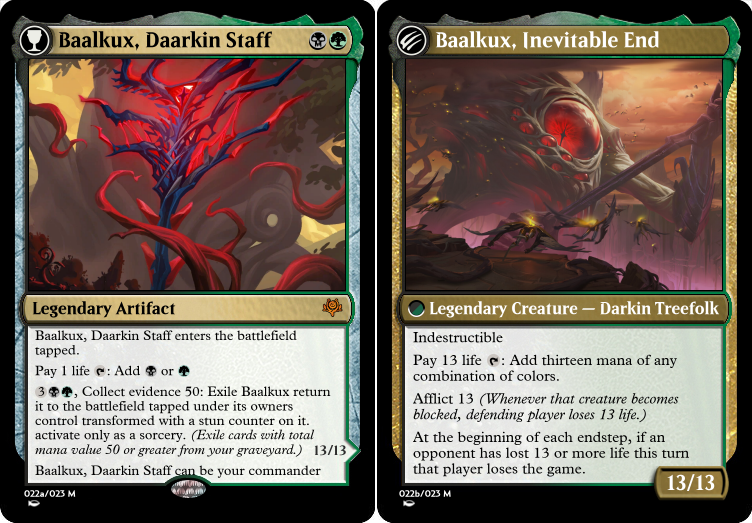 Baalkux, Daarkin Staff
Legendary Artifact
Baalkux, Daarkin Staff enters the battlefield
tapped.
Pay 1 life : Add or
3 , Collect evidence 50: Exile Baalkux return
it to the battlefield tapped under its owners
control transformed with a stun counter on it.
activate only as a sorcery. (Exile cards with total
mana value 50 or greater from your graveyard.)
13/13
Baalkux, Daarkin Staff can be your commander
022a/023 M
Baalkux, Inevitable End
Legendary Creature — Darkin Treefolk
Indestructible
Pay 13 life : Add thirteen mana of any
combination of colors.
Afflict 13 (Whenever that creature becomes
blocked, defending player loses 13 life.)
At the beginning of each endstep, if an
opponent has lost 13 or more life this turn
that player loses the game.
13/13
022b/023 M